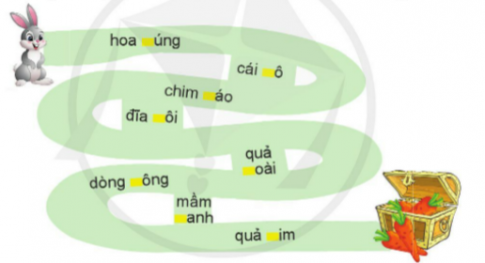 hoa úng
cái ô
chim áo
đĩa ôi
quả
oài
dòng ông
mầm
anh
quả im